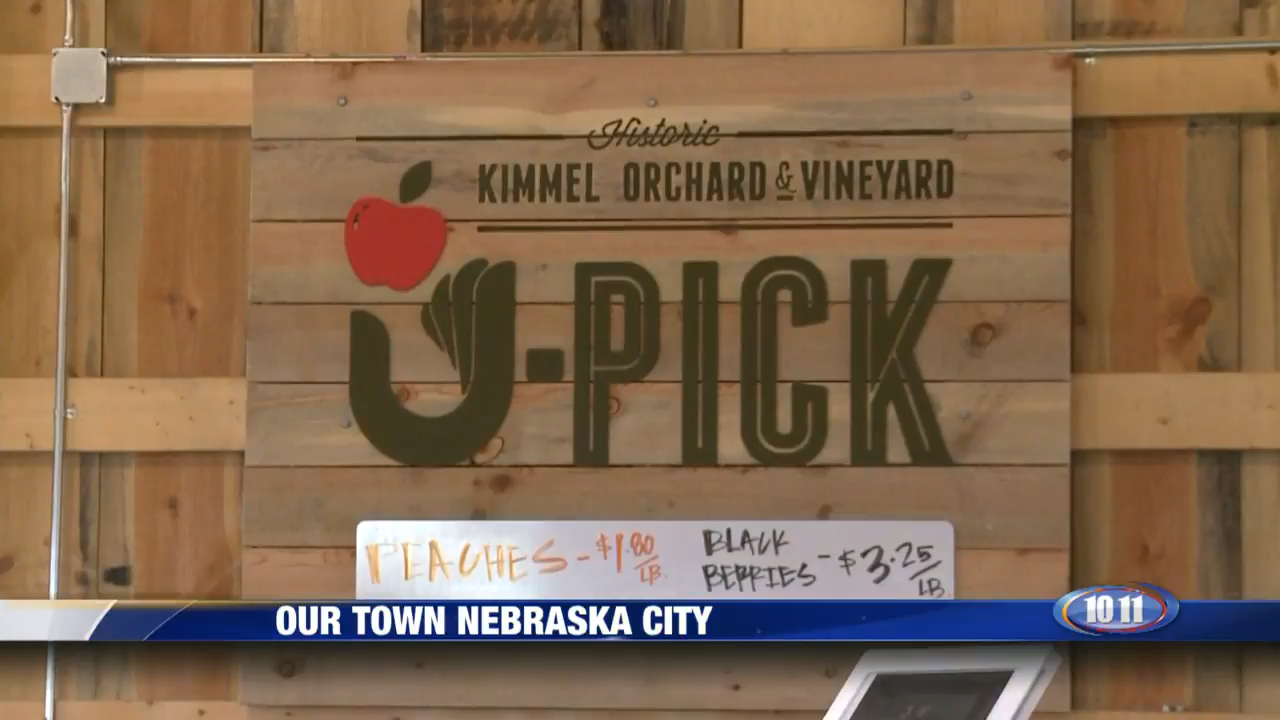 Historic
KIMMEL ORCHARD & VINEYARD
U-PICK
PEACHES - $1.80/LB.
BLACK
BERRIES - $3.25/LB
OUR TOWN NEBRASKA CITY
10 11